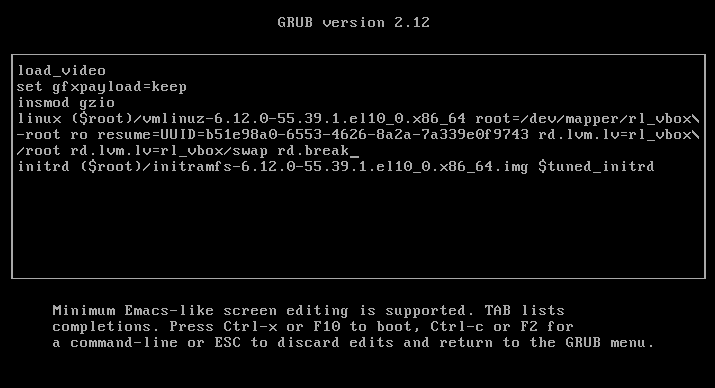 GRUB version 2.12
load_video
set gfxpayload=keep
insmod gzio
linux ($root)/vmlinuz-6.12.0-55.39.1.el10_0.x86_64 root=/dev/mapper/rl_vbox\
-root ro resume=UUID=b51e98a0-6553-4626-8a2a-7a339e0f9743 rd.lvm.lv=rl_vbox\
/root rd.lvm.lv=rl_vbox/swap rd.break_
initrd ($root)/initramfs-6.12.0-55.39.1.el10_0.x86_64.img $tuned_initrd
Minimum Emacs-like screen editing is supported. TAB lists
completions. Press Ctrl-x or F10 to boot, Ctrl-c or F2 for
a command-line or ESC to discard edits and return to the GRUB menu.